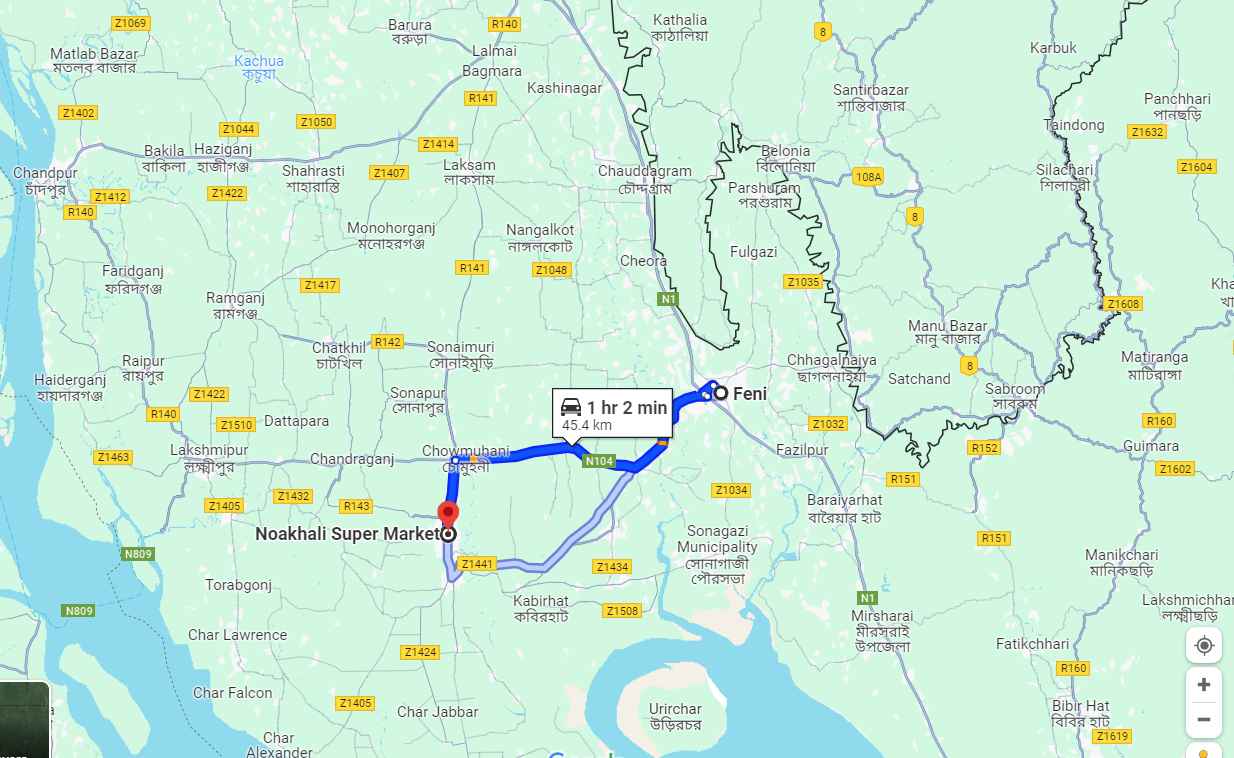 Z1069
Barura
বরুড়া
R140
Kathalia
কাঠালিয়া
8
Karbuk
Matlab Bazar
মতলব বাজার
Kachua
কচুয়া
Lalmai
Bagmara
Kashinagar
R141
Santirbazar
শান্তিবাজার
Panchhari
পানছড়ি
Z1402
Z1044
Z1050
Taindong
Z1632
Z1414
Bakila
বাকিলা
Haziganj
হাজীগঞ্জ
Shahrasti
শাহারাস্তি
Z1407
Laksam
লাকসাম
Chauddagram
চৌদ্দগ্রাম
Belonia
বিলোনিয়া
108A
Silachari
শিলাচরী
Z1604
Chandpur
চাঁদপুর
Z1412
Z1422
Parshuram
পরশুরাম
R140
8
Monohorganj
মনোহরগঞ্জ
Nangalkot
নাঙ্গলকোট
Fulgazi
Cheora
R141
Z1048
Faridganj
ফরিদগঞ্জ
Z1417
Z1035
Ramganj
রামগঞ্জ
N1
Z1608
Manu Bazar
মানু বাজার
Chatkhil
চাটখিল
R142
Sonaimuri
সোনাইমুড়ি
Raipur
রায়পুর
Chhagalnaiya
ছাগলনাইয়া
8
Matiranga
মাটিরাঙ্গা
Haiderganj
হায়দারগঞ্জ
Z1422
Sonapur
সোনাপুর
Feni
Satchand
Sabroom
সাবরুম
1 hr 2 min
45.4 km
R140
Z1510
Dattapara
Z1032
R160
Z1463
Lakshmipur
লক্ষ্মীপুর
Chandraganj
Chowmuhani
চৌমুহনী
N104
Fazilpur
R152
Guimara
Z1602
R151
Z1405
Z1432
R143
Z1034
Baraiyarhat
বারৈয়ার হাট
Noakhali Super Market
Sonagazi
Municipality
সোনাগাজী
পৌরসভা
R151
N809
Z1441
Z1434
Manikchari
মানিকছড়ি
Torabgonj
N1
N809
Kabirhat
কবিরহাট
Z1508
Mirsharai
মীরসরাই
উপজেলা
লক্ষ্মীছড়ি
Char Lawrence
Fatikchhari
Z1424
R160
Char Falcon
Z1405
Char Jabbar
Urirchar
উড়িরচর
Bibir Hat
বিবির হাট
Z1619
Char
Alexander